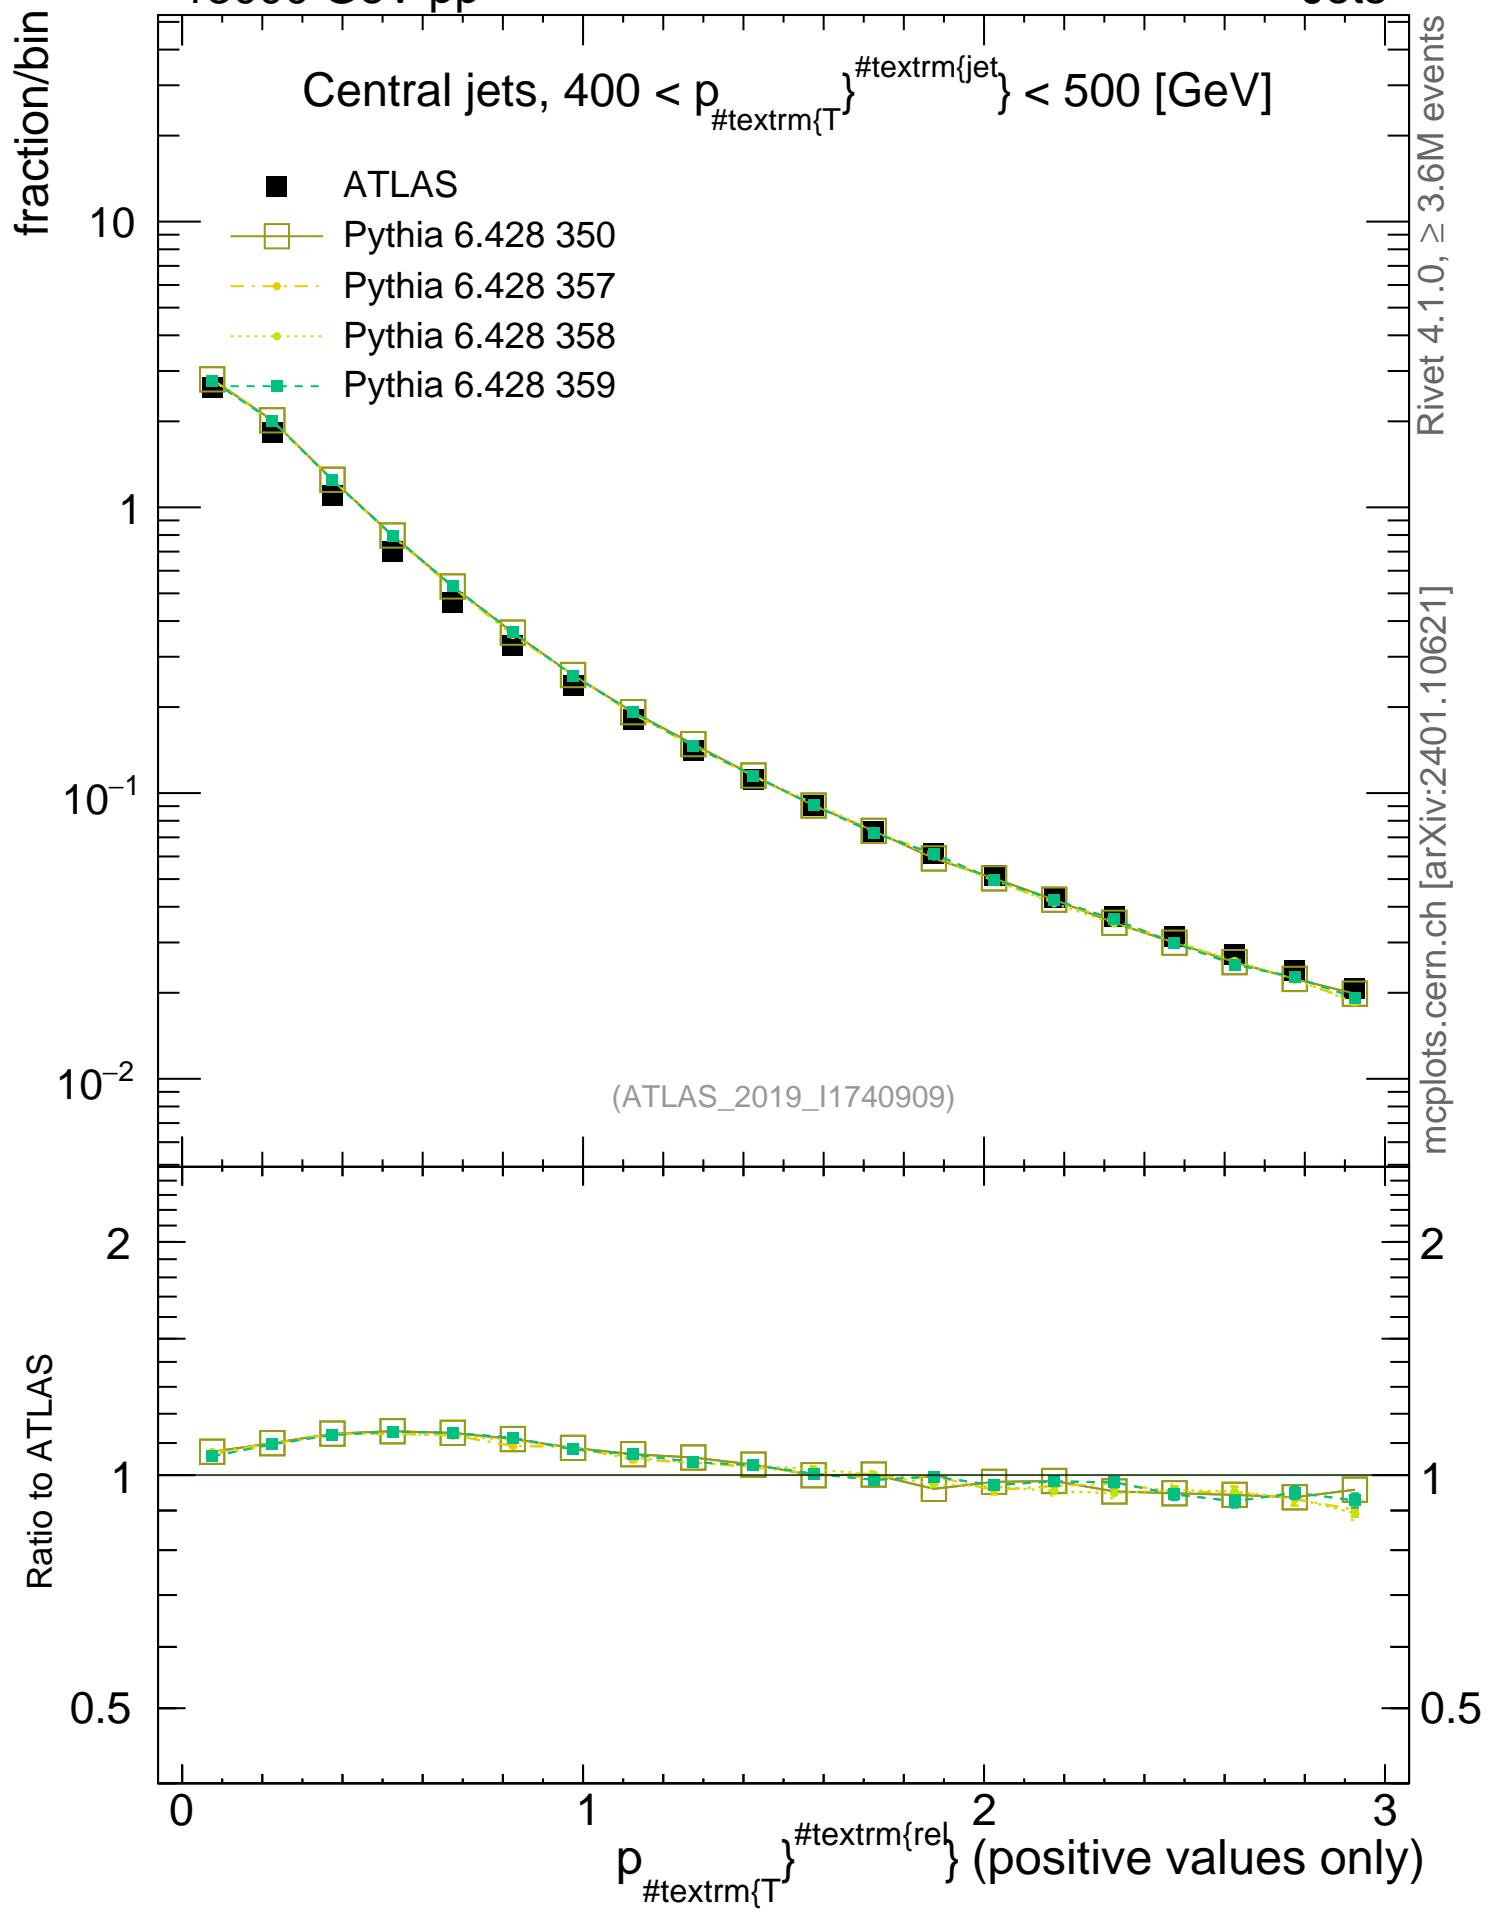 fraction/bin
Central jets, 400 < p_#textrm{T}^#textrm{jet}} < 500 [GeV]
ATLAS
Pythia 6.428 350
Pythia 6.428 357
Pythia 6.428 358
Pythia 6.428 359
10
1
10⁻¹
10⁻²
(ATLAS_2019_I1740909)
Rivet 4.1.0, ≥ 3.6M events
mcplots.cern.ch [arXiv:2401.10621]
Ratio to ATLAS
2
1
0.5
2
1
0.5
0 1 2 3
p_#textrm{T}^#textrm{rel}} (positive values only)